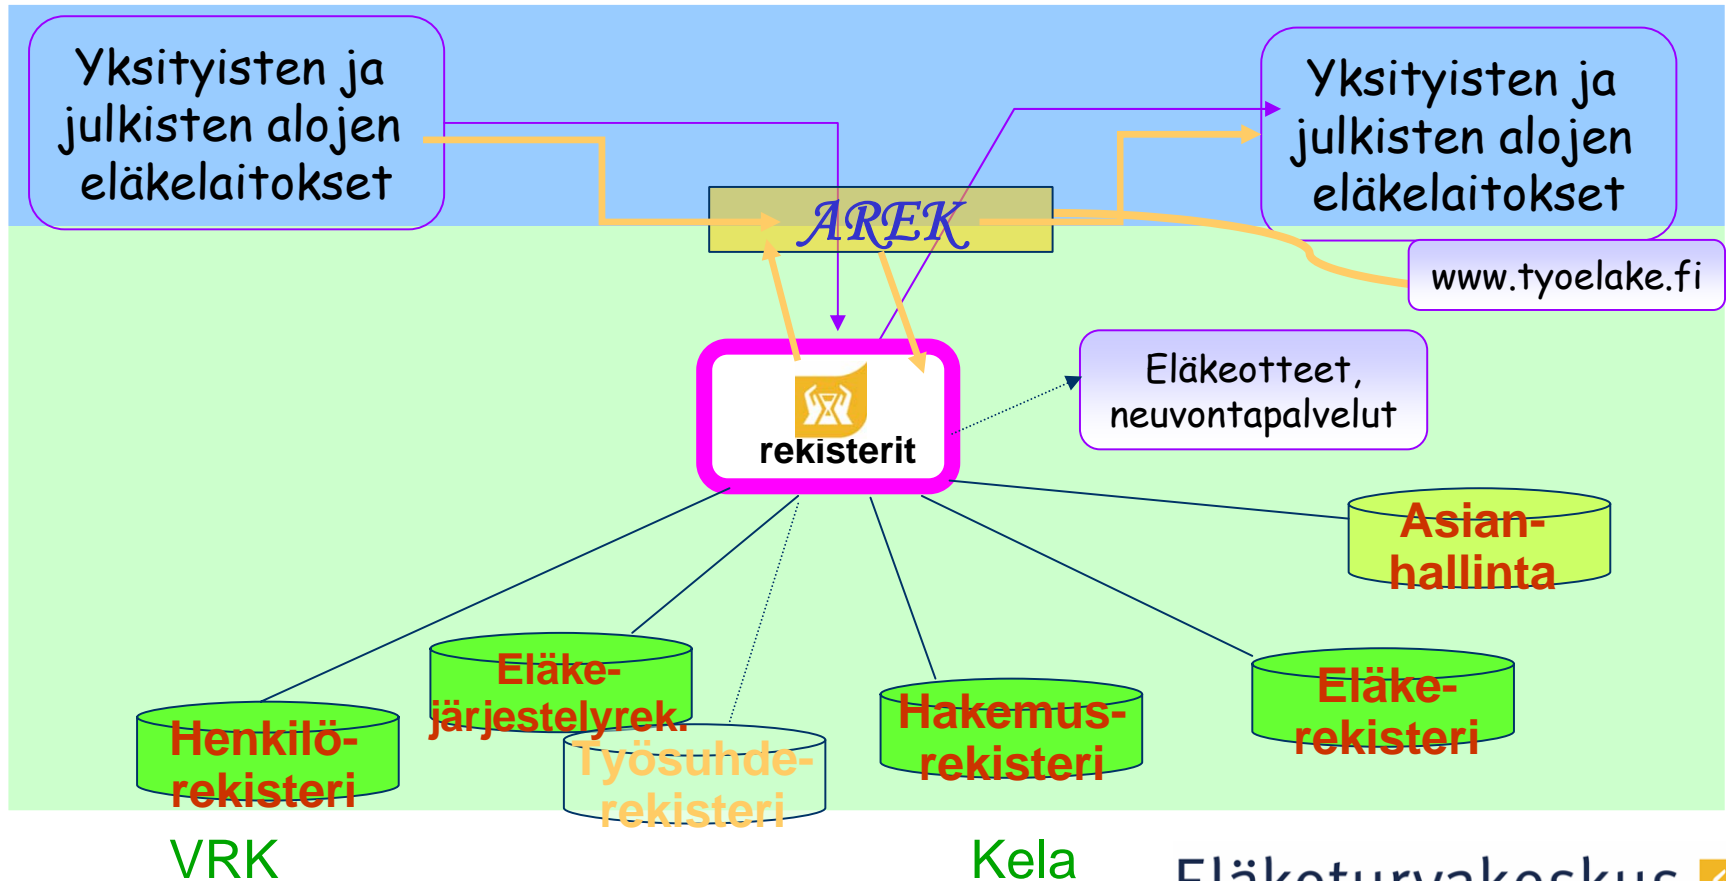 Yksityisten ja
julkisten alojen
eläkelaitokset
Yksityisten ja
julkisten alojen
eläkelaitokset
AREK
www.tyoelake.fi
Eläkeotteet,
neuvontapalvelut
rekisterit
Asian-
hallinta
Eläke-
järjestelyrek.
Eläke-
rekisteri
Hakemus-
rekisteri
Henkilö-
rekisteri
Työsuhde-
rekisteri
VRK
Kela
Eläketurvakeskus